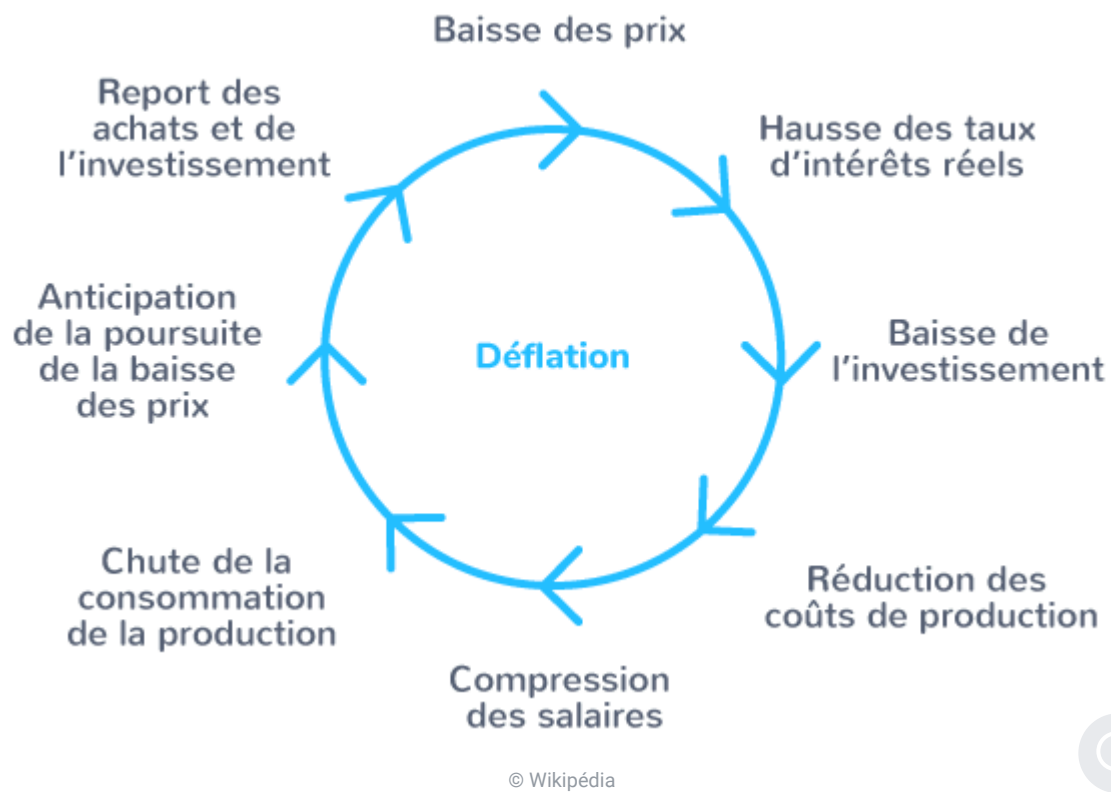 Baisse des prix
Report des
achats et de
l'investissement
Hausse des taux
d'intérêts réels
Anticipation
de la poursuite
de la baisse
des prix
Déflation
Baisse de
l'investissement
Chute de la
consommation
de la production
Réduction des
coûts de production
Compression
des salaires
© Wikipédia